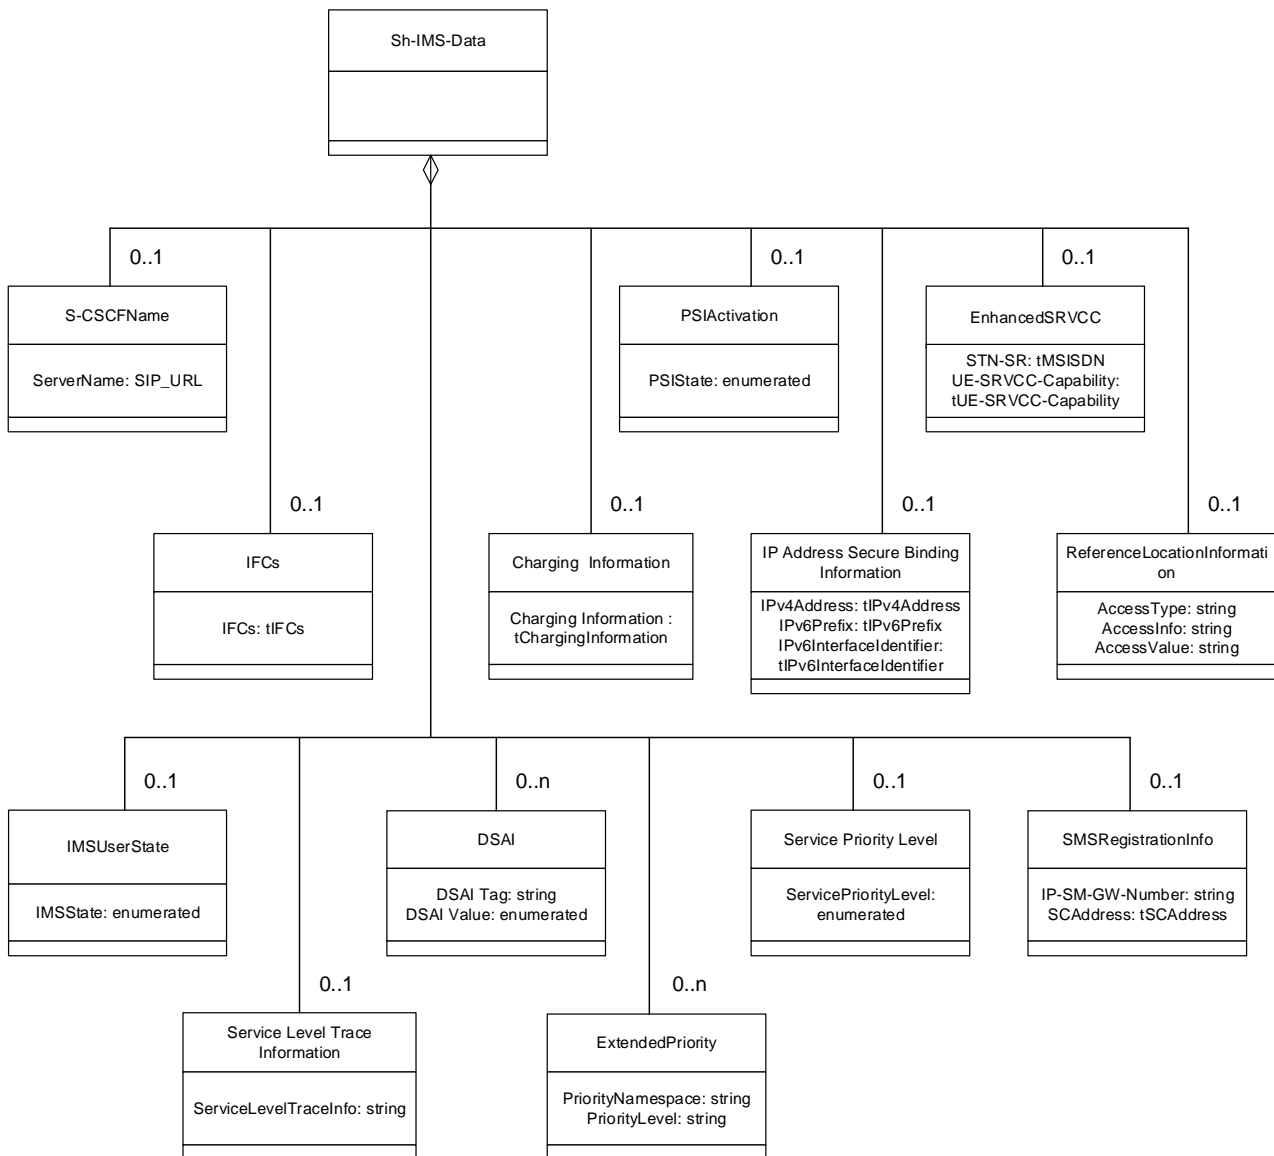 Sh-IMS-Data
0..1
0..1
0..1
S-CSCFName
PSIActivation
EnhancedSRVCC
ServerName: SIP_URL
PSIState: enumerated
STN-SR: tMSISDN
UE-SRVCC-Capability:
tUE-SRVCC-Capability
0..1
0..1
0..1
0..1
IFCs
Charging Information
IP Address Secure Binding
Information
ReferenceLocationInformati
on
IFCs: tIFCs
Charging Information :
tChargingInformation
IPv4Address: tIPv4Address
IPv6Prefix: tIPv6Prefix
IPv6InterfaceIdentifier:
tIPv6InterfaceIdentifier
AccessType: string
AccessInfo: string
AccessValue: string
0..1
0..n
0..1
0..1
IMSUserState
DSAI
Service Priority Level
SMSRegistrationInfo
IMSState: enumerated
DSAI Tag: string
DSAI Value: enumerated
ServicePriorityLevel:
enumerated
IP-SM-GW-Number: string
SCAddress: tSCAddress
0..1
0..n
Service Level Trace
Information
ExtendedPriority
ServiceLevelTraceInfo: string
PriorityNamespace: string
PriorityLevel: string